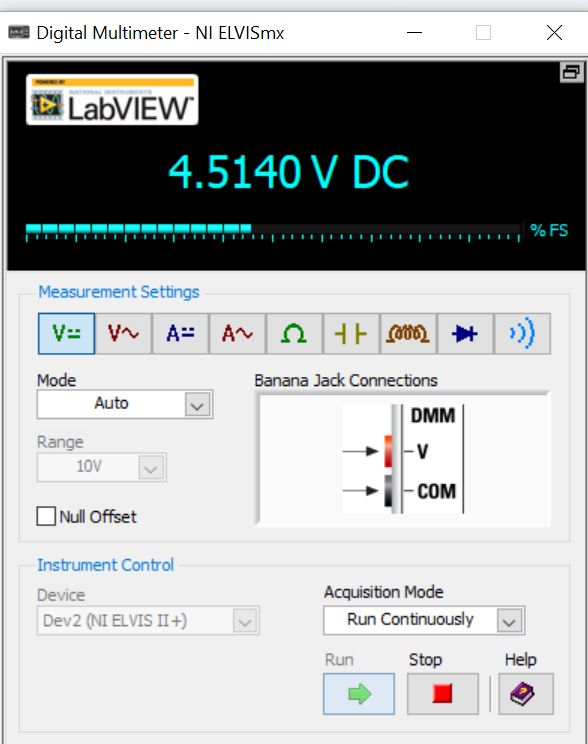 Digital Multimeter - NI ELVISmx
POWERED BY
NATIONAL INSTRUMENTS
LabVIEW™
4.5140 V DC
% FS
Measurement Settings
V A A Ω
Mode
Auto
Banana Jack Connections
Range
10V
DMM
V
COM
Null Offset
Instrument Control
Device
Dev2 (NI ELVIS II+)
Acquisition Mode
Run Continuously
Run Stop Help